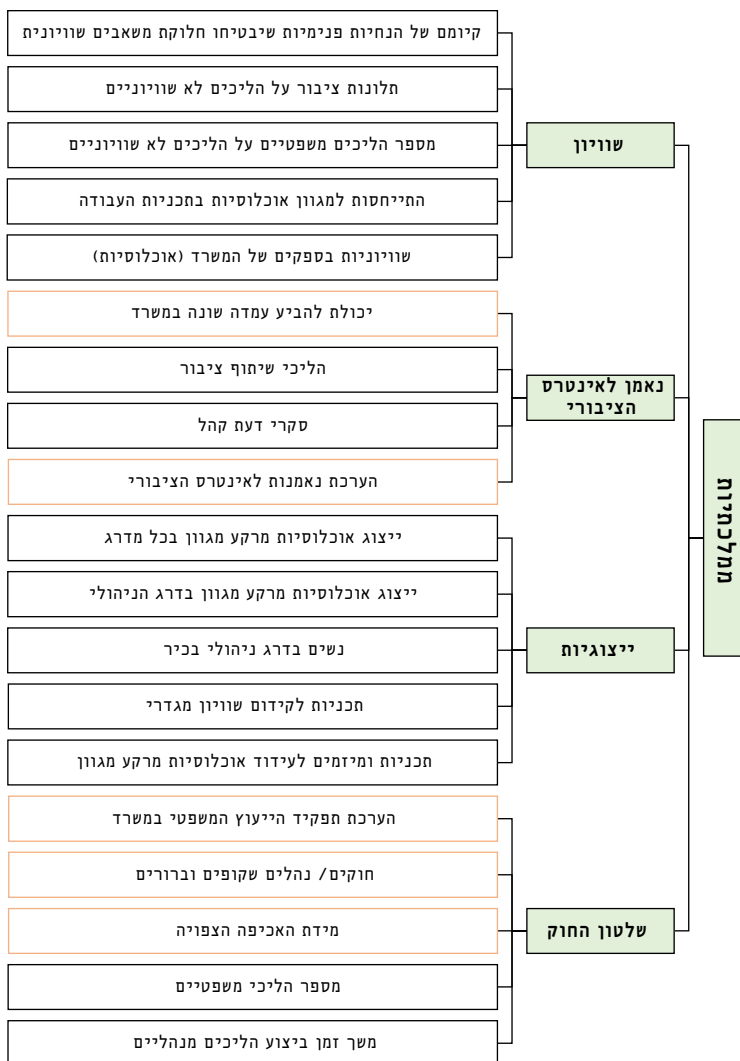 ממלכתיות
שוויון
קיומם של הנחיות פנימיות שיבטיחו חלוקת משאבים שוויונית
תלונות ציבור על הליכים לא שוויוניים
מספר הליכים משפטיים על הליכים לא שוויוניים
התייחסות למגוון אוכלוסיות בתכניות העבודה
שוויוניות בספקים של המשרד (אוכלוסיות)
נאמן לאינטרס
הציבורי
יכולת להביע עמדה שונה במשרד
הליכי שיתוף ציבור
סקרי דעת קהל
הערכת נאמנות לאינטרס הציבורי
ייצוגיות
ייצוג אוכלוסיות מרקע מגוון בכל מדרג
ייצוג אוכלוסיות מרקע מגוון בדרג הניהולי
נשים בדרג ניהולי בכיר
תכניות לקידום שוויון מגדרי
תכניות ומיזמים לעידוד אוכלוסיות מרקע מגוון
שלטון החוק
הערכת תפקיד הייעוץ המשפטי במשרד
חוקים/ נהלים שקופים וברורים
מידת האכיפה הצפויה
מספר הליכי משפטיים
משך זמן ביצוע הליכים מנהליים